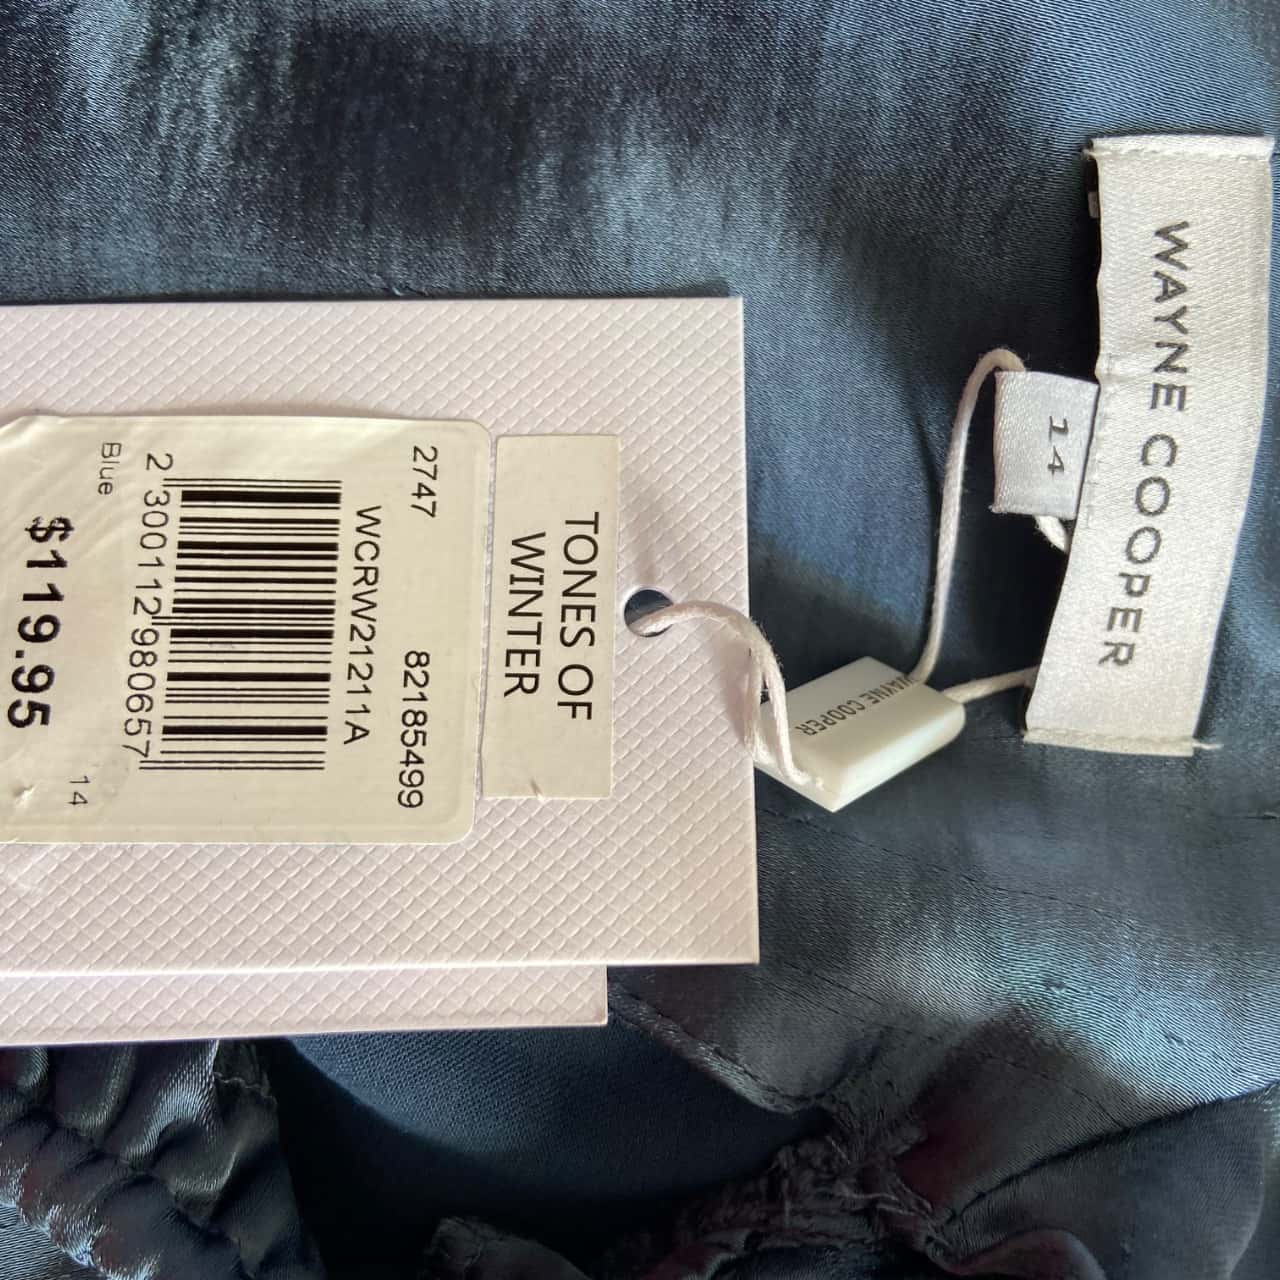 WAYNE COOPER
14
WAYNE COOPER
TONES OF
WINTER
2747 82185499
WCRW21211A
2 300112 980657
Blue 14
$119.95